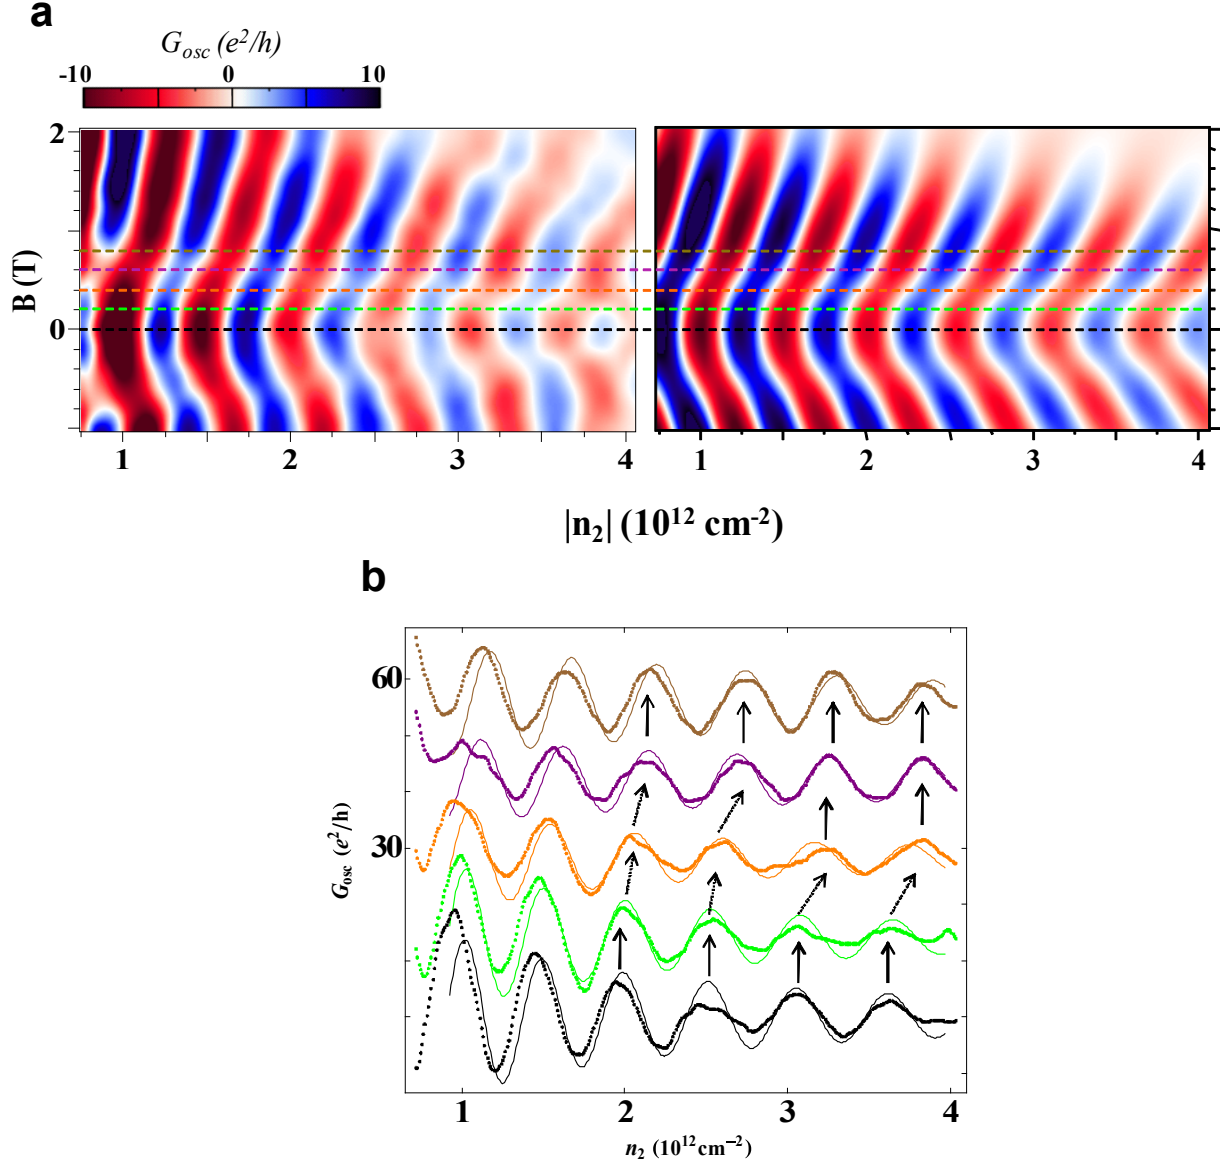 a
G_osc (e²/h)
-10 0 10
2
B (T)
0
1 2 3 4 1 2 3 4
|n₂| (10¹² cm⁻²)
b
60
30
G_osc (e²/h)
1 2 3 4
n₂ (10¹²cm⁻²)